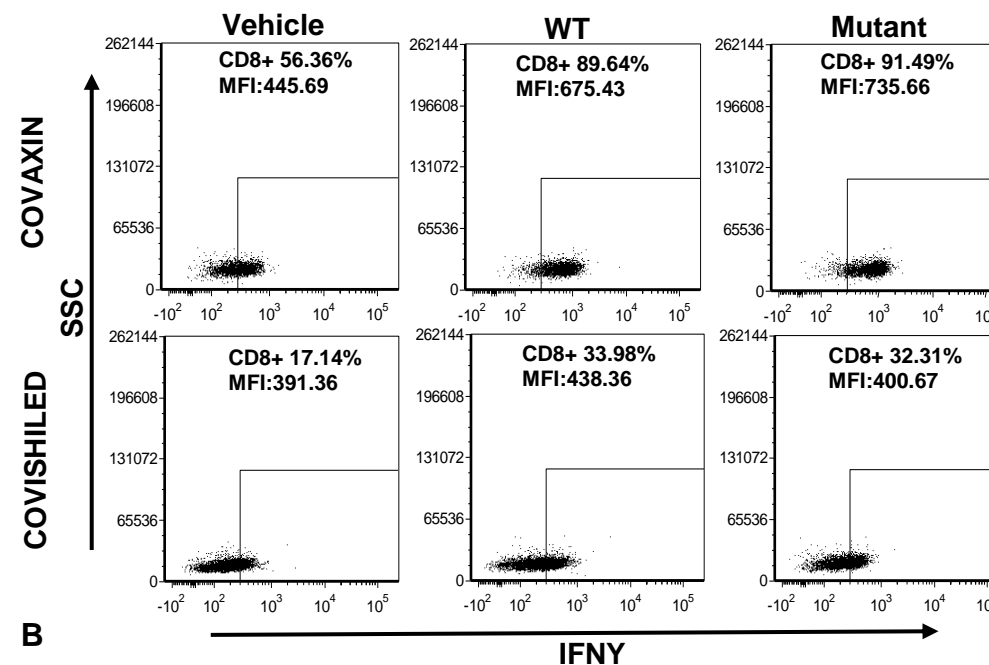 B
Vehicle
WT
Mutant
COVAXIN
COVISHILED
SSC
262144
196608
131072
65536
0
CD8+ 56.36%
MFI:445.69
-10² 10² 10³ 10⁴ 10⁵
262144
196608
131072
65536
0
CD8+ 89.64%
MFI:675.43
-10² 10² 10³ 10⁴ 10⁵
262144
196608
131072
65536
0
CD8+ 91.49%
MFI:735.66
-10² 10² 10³ 10⁴ 10
262144
196608
131072
65536
0
CD8+ 17.14%
MFI:391.36
-10² 10² 10³ 10⁴ 10⁵
262144
196608
131072
65536
0
CD8+ 33.98%
MFI:438.36
-10² 10² 10³ 10⁴ 10⁵
262144
196608
131072
65536
0
CD8+ 32.31%
MFI:400.67
-10² 10² 10³ 10⁴ 10
B
IFNY